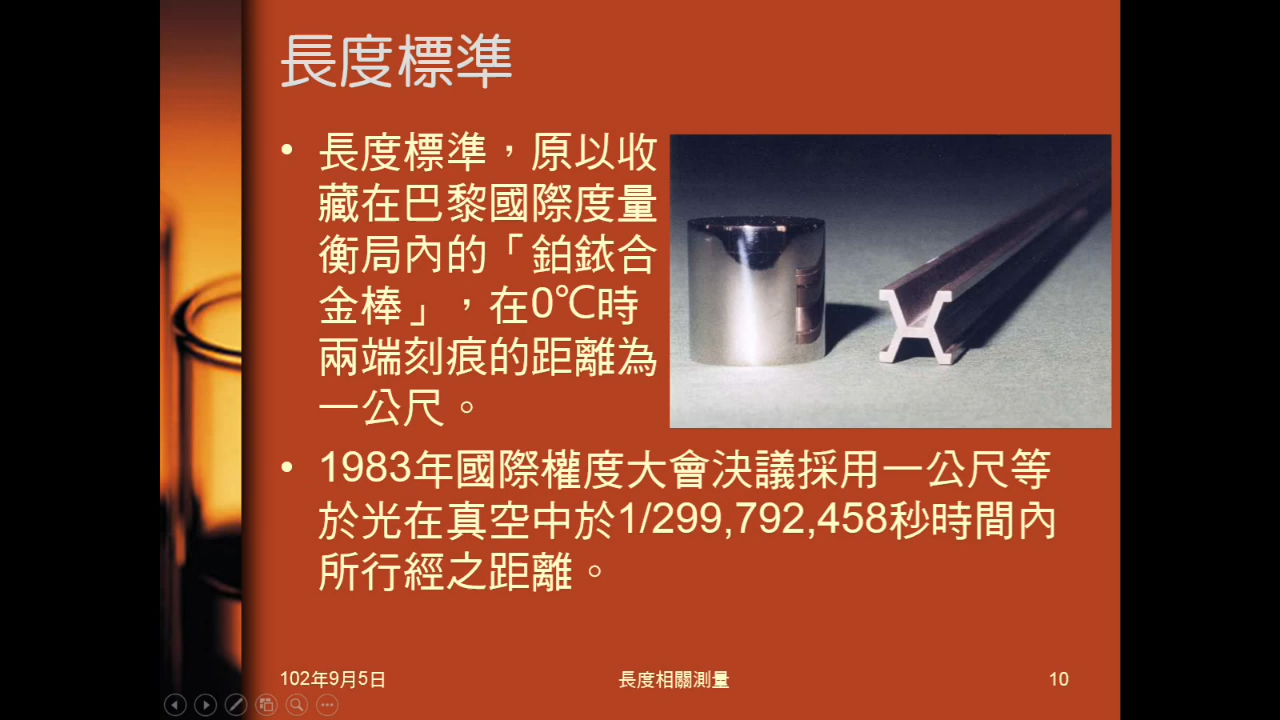 長度標準
• 長度標準，原以收
藏在巴黎國際度量
衡局內的「鉑銥合
金棒」，在0℃時
兩端刻痕的距離為
一公尺。
• 1983年國際權度大會決議採用一公尺等
於光在真空中於1/299,792,458秒時間內
所行經之距離。
102年9月5日
長度相關測量
10